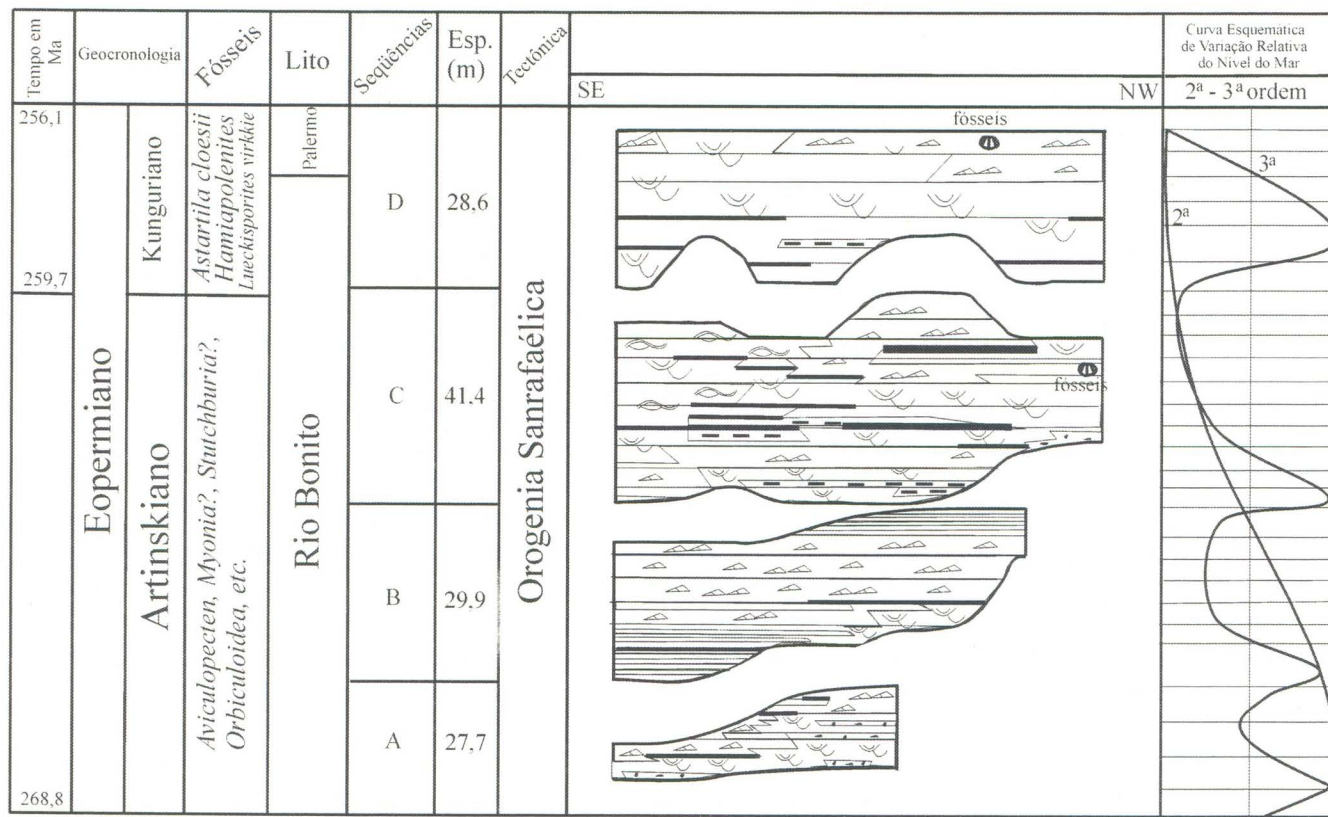 Tempo em
Ma
Geocronologia
Fósseis
Lito
Seqüências
Esp.
(m)
Tectônica
SE
NW
Curva Esquemática
de Variação Relativa
do Nivel do Mar
2ª - 3ª ordem
256,1
259,7
268,8
Eopermiano
Kunguriano
Artinskiano
Astartila cloesii
Hamiapolenites
Lueckisporites virkkie
Aviculopecten, Myonia?, Stutchburia?,
Orbiculoidea, etc.
Palermo
Rio Bonito
D
28,6
C
41,4
B
29,9
A
27,7
Orogenia Sanrafaélica
fósseis
fósseis
3ª
2ª